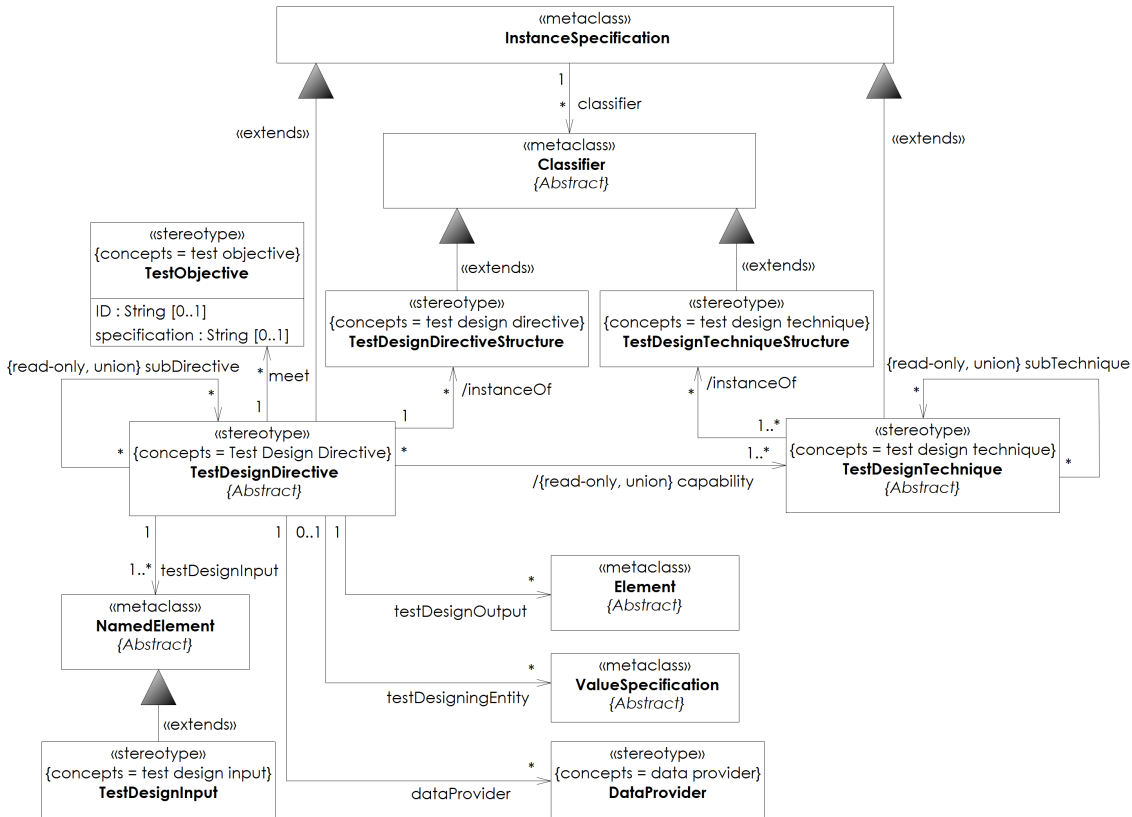 «metaclass»
InstanceSpecification
1
* classifier
«extends»
«extends»
«metaclass»
Classifier
{Abstract}
«stereotype»
{concepts = test objective}
TestObjective
ID : String [0..1]
specification : String [0..1]
«extends»
«extends»
«stereotype»
{concepts = test design directive}
TestDesignDirectiveStructure
«stereotype»
{concepts = test design technique}
TestDesignTechniqueStructure
{read-only, union} subDirective
*
* meet
1
* /instanceOf
1
* /instanceOf
1..*
{read-only, union} subTechnique
*
*
«stereotype»
{concepts = Test Design Directive}
TestDesignDirective
{Abstract}
*
*
1..*
/{read-only, union} capability
«stereotype»
{concepts = test design technique}
TestDesignTechnique
{Abstract}
1
1
0..1
1
1..* testDesignInput
*
testDesignOutput
«metaclass»
Element
{Abstract}
«metaclass»
NamedElement
{Abstract}
*
testDesigningEntity
«metaclass»
ValueSpecification
{Abstract}
«extends»
«stereotype»
{concepts = test design input}
TestDesignInput
*
dataProvider
«stereotype»
{concepts = data provider}
DataProvider